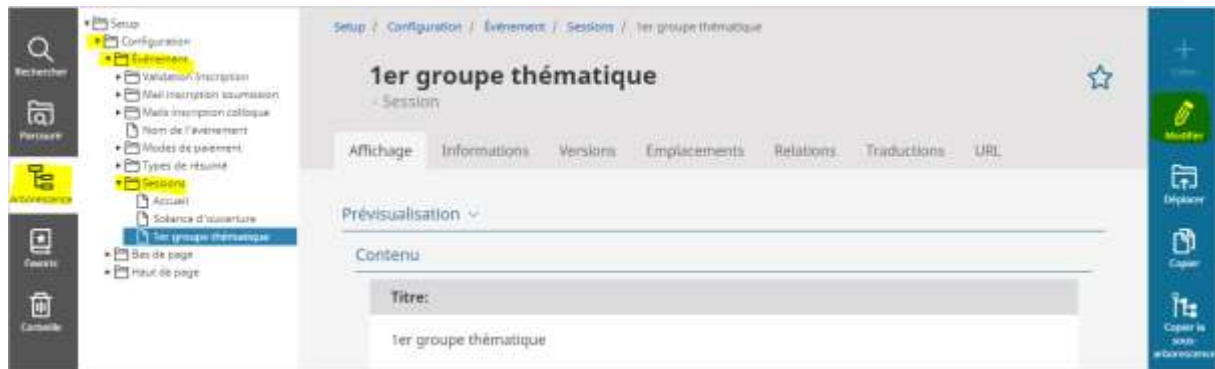 Rechercher
Parcourir
Arborescence
Favoris
Corbeille
Setup
Configuration
Évènement
Validation Inscription
Mail inscription soumission
Mails inscription colloque
Nom de l'évènement
Modes de paiement
Types de résumé
Sessions
Accueil
Séance d'ouverture
1er groupe thématique
Bas de page
Haut de page
Setup / Configuration / Évènement / Sessions / 1er groupe thématique
1er groupe thématique
- Session
Affichage Informations Versions Emplacements Relations Traductions URL
Prévisualisation
Contenu
Titre:
1er groupe thématique
Créer
Modifier
Déplacer
Copier
Copier la
sous-
arborescence